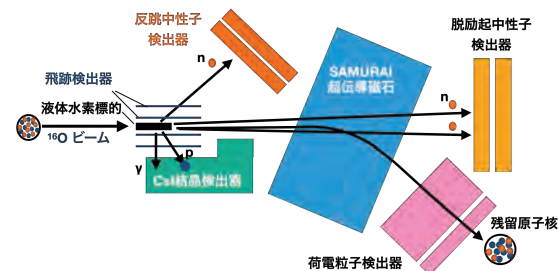 反跳中性子
検出器
n
飛跡検出器
液体水素標的
¹⁶O ビーム
γ
p
CsI結晶検出器
SAMURAI
超伝導磁石
脱励起中性子
検出器
n
残留原子核
荷電粒子検出器